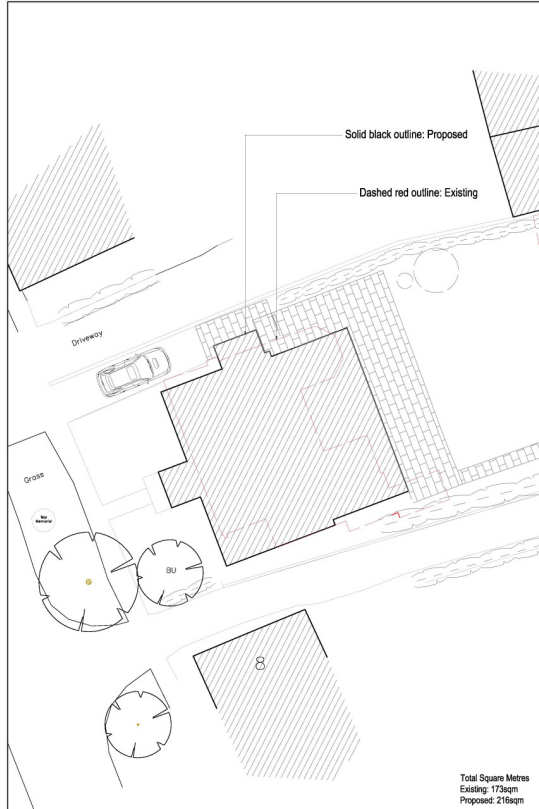 Solid black outline: Proposed
Dashed red outline: Existing
Driveway
Grass
War
Memorial
BU
8
Total Square Metres
Existing: 173sqm
Proposed: 216sqm